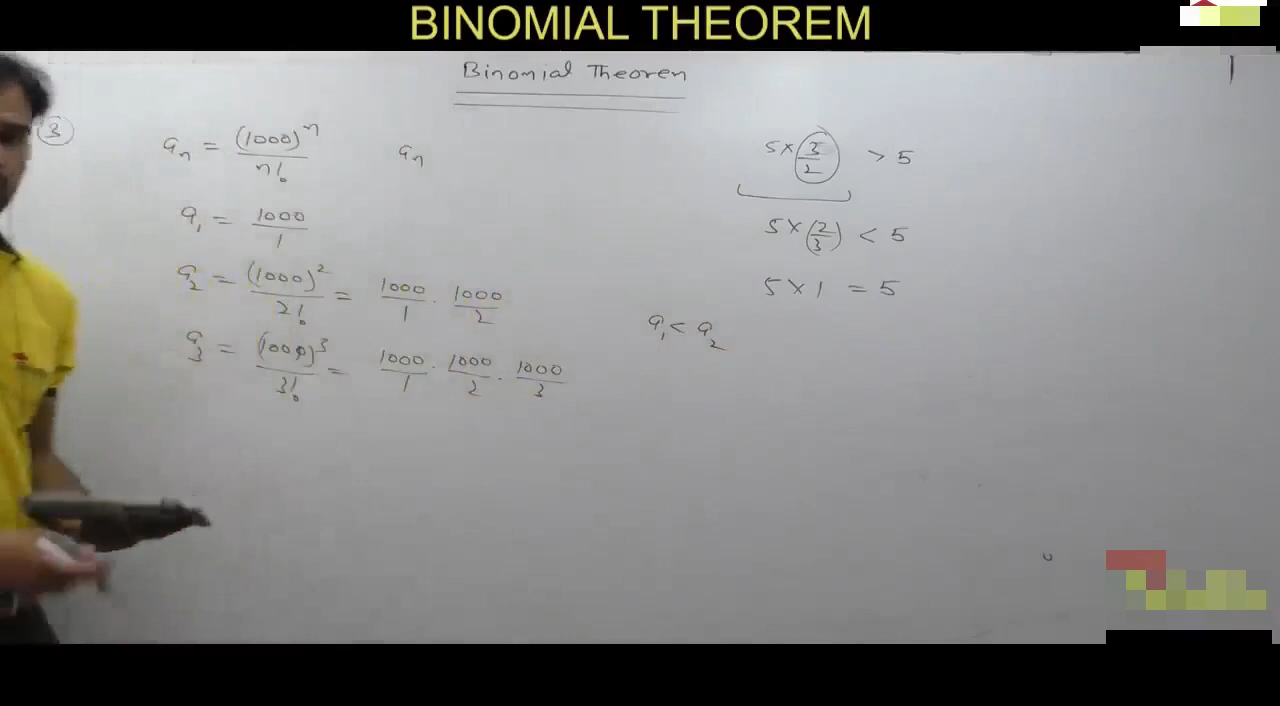 BINOMIAL THEOREM
Binomial Theoren
3
aₙ = (1000)ⁿ / n! aₙ
a₁ = 1000 / 1
a₂ = (1000)² / 2! = 1000/1 · 1000/2
a₃ = (1000)³ / 3! = 1000/1 · 1000/2 · 1000/3
5 × 3/2 > 5
5 × (2/3) < 5
5 × 1 = 5
a₁ < a₂